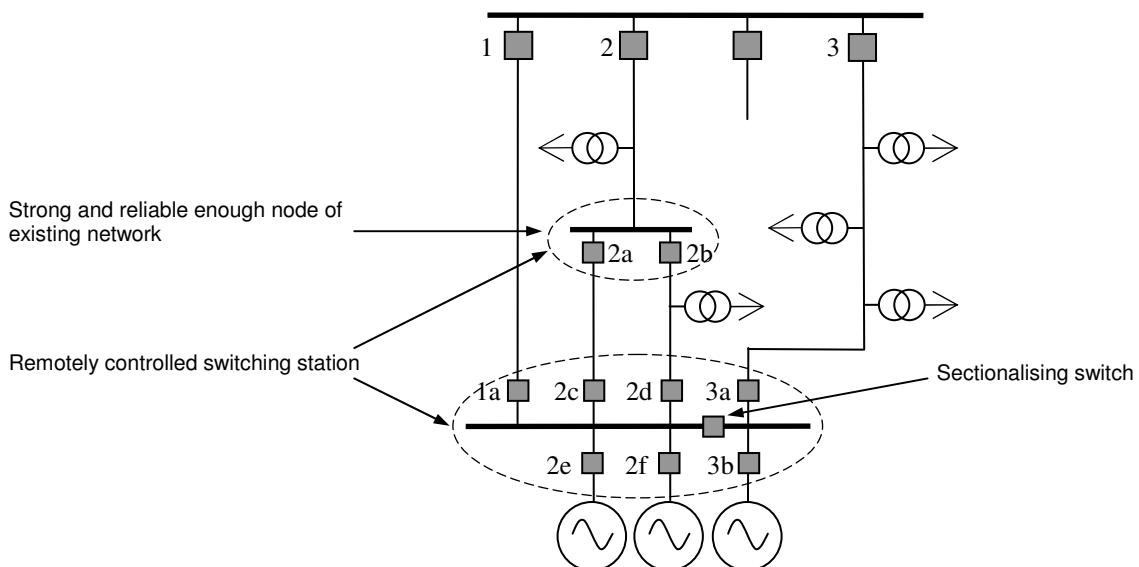 1
2
3
Strong and reliable enough node of
existing network
2a
2b
Remotely controlled switching station
Sectionalising switch
1a
2c
2d
3a
2e
2f
3b